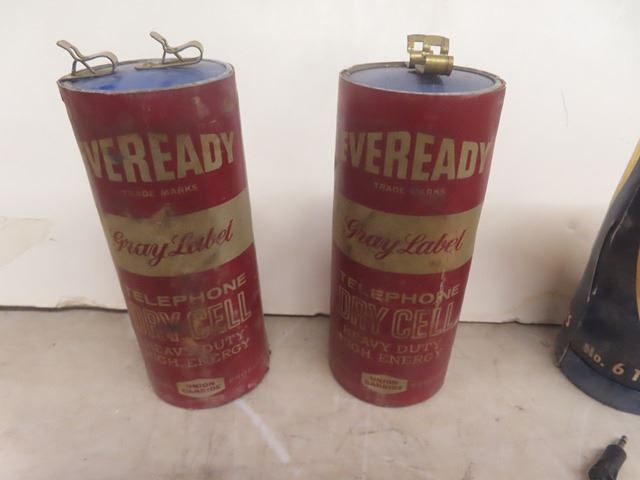 EVEREADY
TRADE MARKS
Gray Label
TELEPHONE
DRY CELL
HEAVY DUTY
HIGH ENERGY
UNION
CARBIDE
EVEREADY
TRADE MARKS
Gray Label
TELEPHONE
DRY CELL
HEAVY DUTY
HIGH ENERGY
UNION
CARBIDE
No. 6